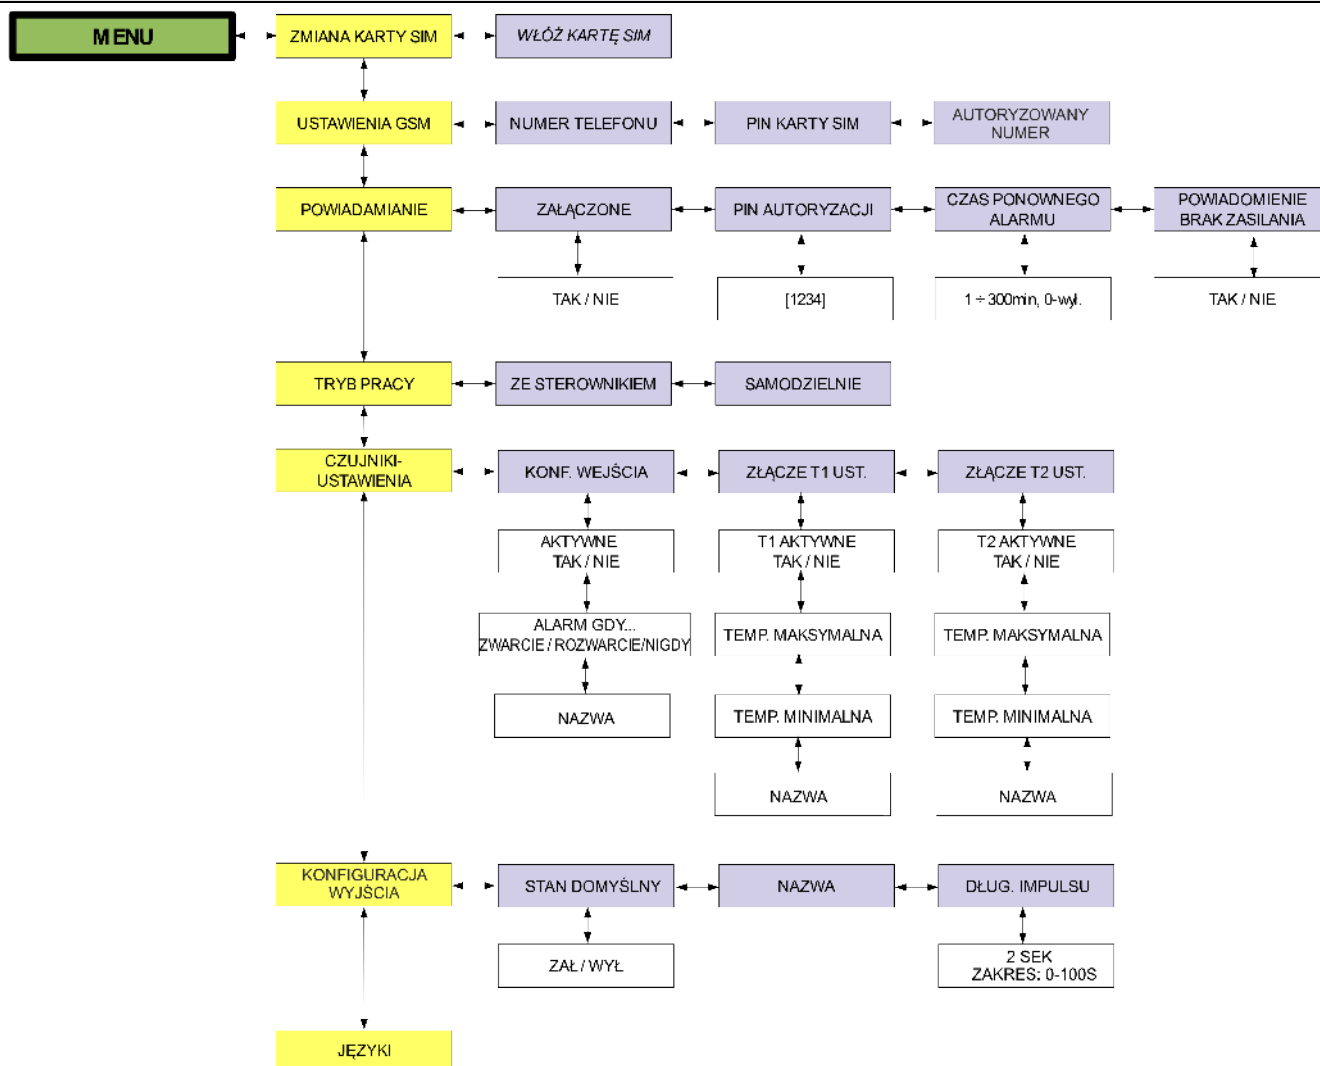 MENU
ZMIANA KARTY SIM
WŁÓŻ KARTĘ SIM
USTAWIENIA GSM
NUMER TELEFONU
PIN KARTY SIM
AUTORYZOWANY
NUMER
POWIADAMIANIE
ZAŁĄCZONE
PIN AUTORYZACJI
CZAS PONOWNEGO
ALARMU
POWIADOMIENIE
BRAK ZASILANIA
TAK / NIE
[1234]
1 ÷ 300min, 0-wył.
TAK / NIE
TRYB PRACY
ZE STEROWNIKIEM
SAMODZIELNIE
CZUJNIKI-
USTAWIENIA
KONF. WEJŚCIA
ZŁĄCZE T1 UST.
ZŁĄCZE T2 UST.
AKTYWNE
TAK / NIE
T1 AKTYWNE
TAK / NIE
T2 AKTYWNE
TAK / NIE
ALARM GDY...
ZWARCIE / ROZWARCIE/NIGDY
TEMP. MAKSYMALNA
TEMP. MAKSYMALNA
NAZWA
TEMP. MINIMALNA
TEMP. MINIMALNA
NAZWA
NAZWA
KONFIGURACJA
WYJŚCIA
STAN DOMYŚLNY
NAZWA
DŁUG. IMPULSU
ZAŁ / WYŁ
2 SEK
ZAKRES: 0-100S
JĘZYKI